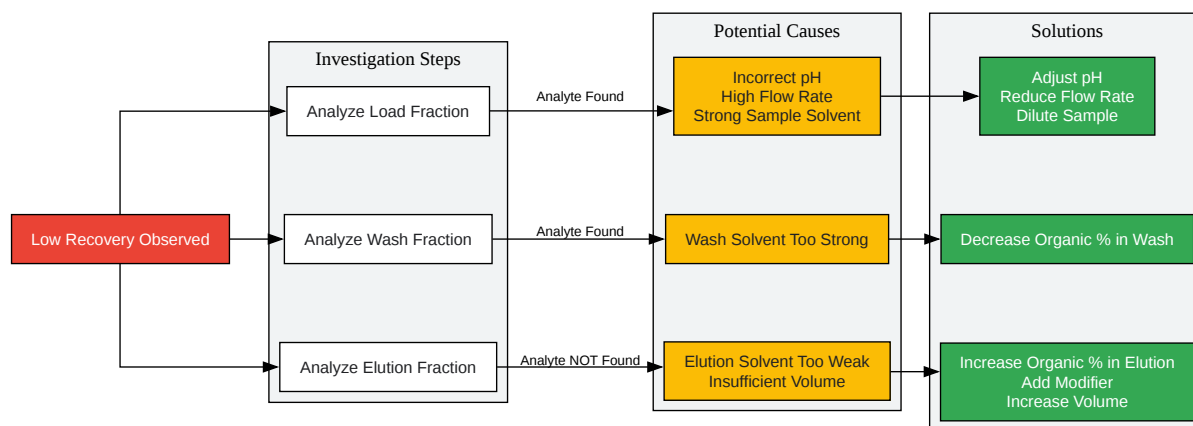 Investigation Steps
Potential Causes
Solutions
Low Recovery Observed
Analyze Load Fraction
Analyte Found
Incorrect pH
High Flow Rate
Strong Sample Solvent
Adjust pH
Reduce Flow Rate
Dilute Sample
Analyze Wash Fraction
Analyte Found
Wash Solvent Too Strong
Decrease Organic % in Wash
Analyze Elution Fraction
Analyte NOT Found
Elution Solvent Too Weak
Insufficient Volume
Increase Organic % in Elution
Add Modifier
Increase Volume